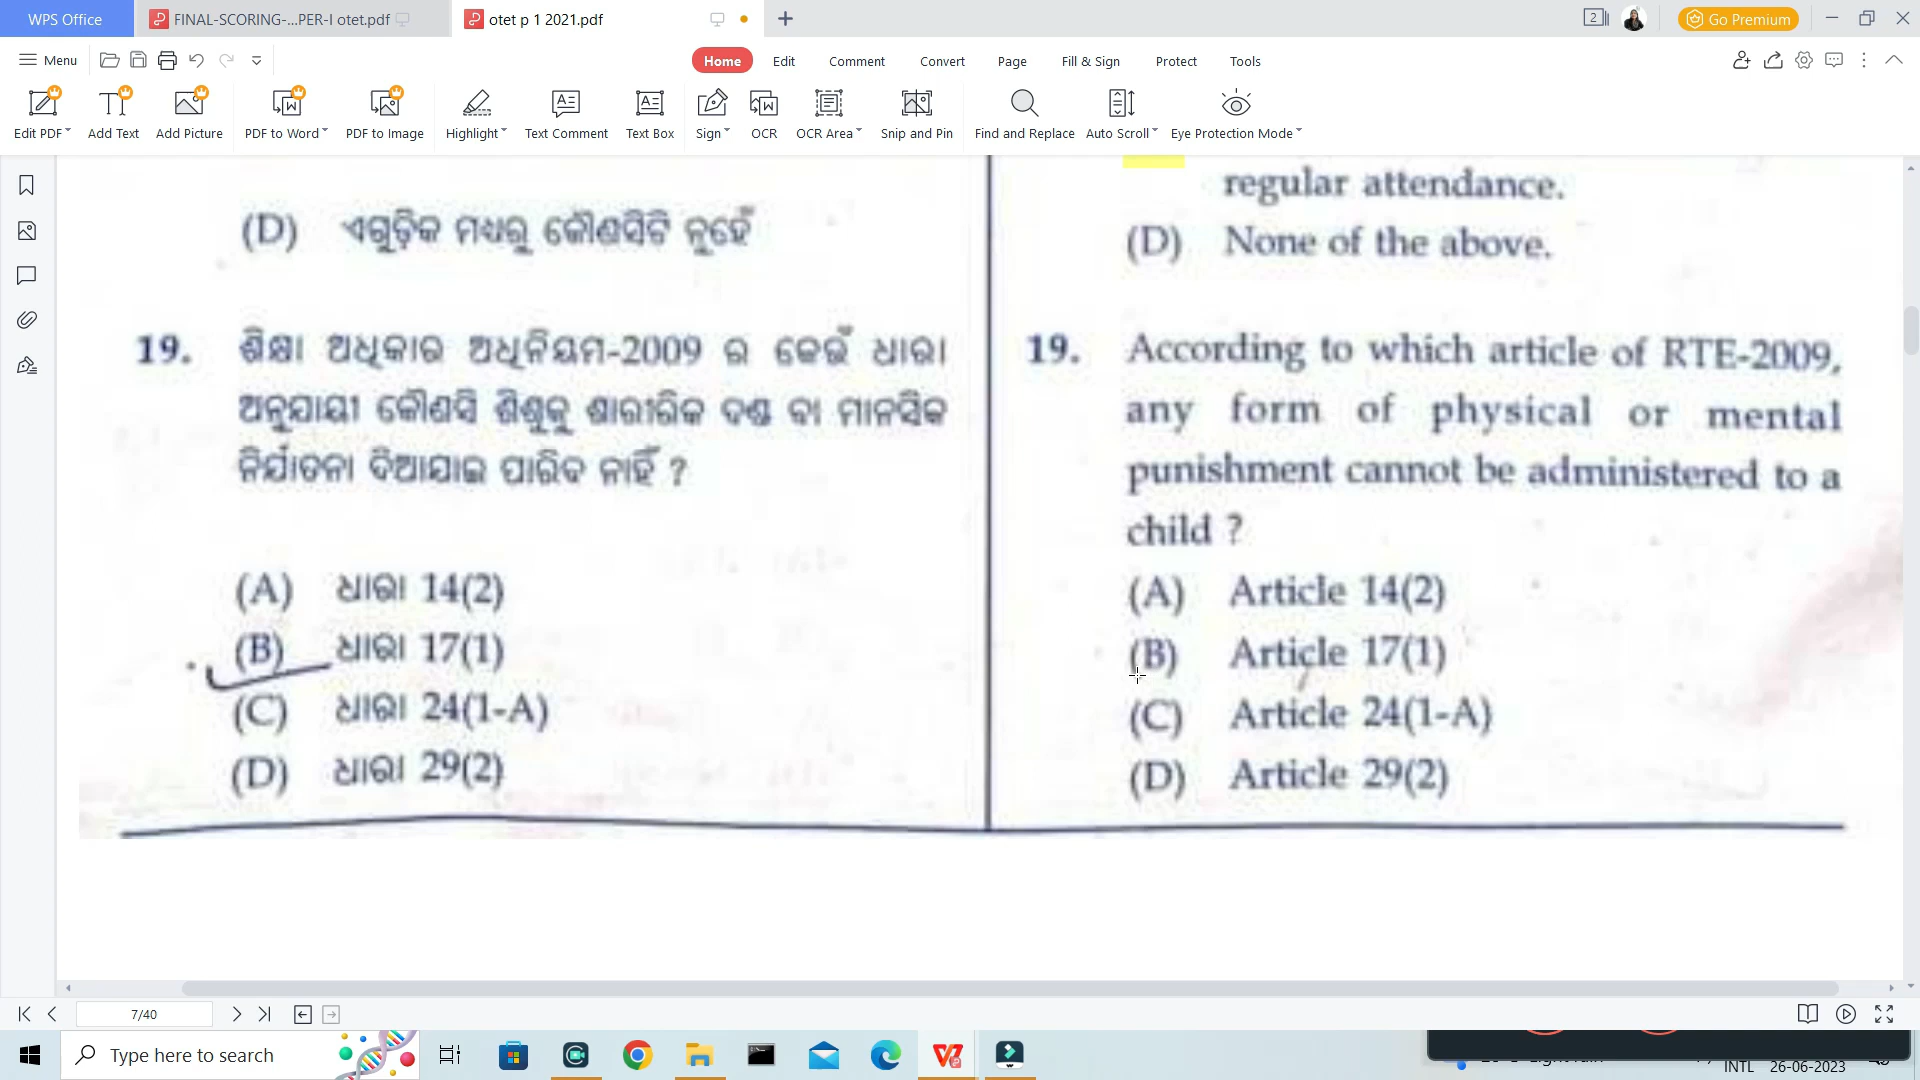 WPS Office
FINAL-SCORING-...PER-I otet.pdf
otet p 1 2021.pdf
2
Go Premium
Menu
Home
Edit
Comment
Convert
Page
Fill & Sign
Protect
Tools
Edit PDF
Add Text
Add Picture
PDF to Word
PDF to Image
Highlight
Text Comment
Text Box
Sign
OCR
OCR Area
Snip and Pin
Find and Replace
Auto Scroll
Eye Protection Mode
(D) ଏଗୁଡ଼ିକ ମଧ୍ୟରୁ କୌଣସିଟି ନୁହେଁ
19. ଶିକ୍ଷା ଅଧିକାର ଅଧିନିୟମ-2009 ର କେଉଁ ଧାରା
ଅନୁଯାୟୀ କୌଣସି ଶିଶୁକୁ ଶାରୀରିକ ଦଣ୍ଡ ବା ମାନସିକ
ନିର୍ଯାତନା ଦିଆଯାଇ ପାରିବ ନାହିଁ ?
(A) ଧାରା 14(2)
(B) ଧାରା 17(1)
(C) ଧାରା 24(1-A)
(D) ଧାରା 29(2)
regular attendance.
(D) None of the above.
19. According to which article of RTE-2009,
any form of physical or mental
punishment cannot be administered to a
child ?
(A) Article 14(2)
(B) Article 17(1)
(C) Article 24(1-A)
(D) Article 29(2)
7/40
Type here to search
INTL 26-06-2023